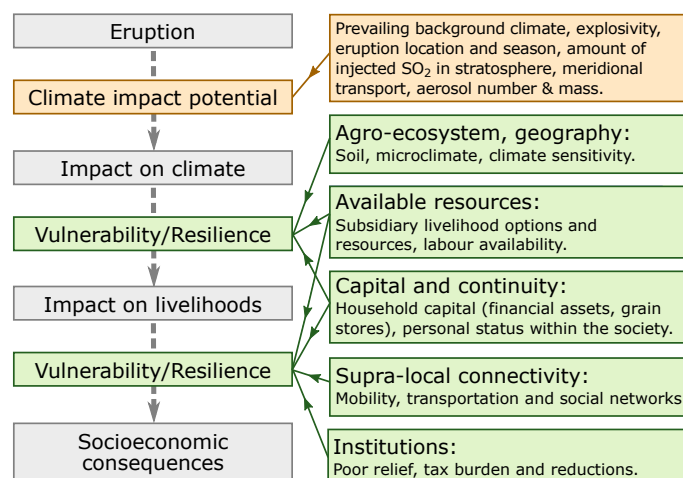 Eruption
Climate impact potential
Impact on climate
Vulnerability/Resilience
Impact on livelihoods
Vulnerability/Resilience
Socioeconomic
consequences
Prevailing background climate, explosivity,
eruption location and season, amount of
injected SO₂ in stratosphere, meridional
transport, aerosol number & mass.
Agro-ecosystem, geography:
Soil, microclimate, climate sensitivity.
Available resources:
Subsidiary livelihood options and
resources, labour availability.
Capital and continuity:
Household capital (financial assets, grain
stores), personal status within the society.
Supra-local connectivity:
Mobility, transportation and social networks
Institutions:
Poor relief, tax burden and reductions.